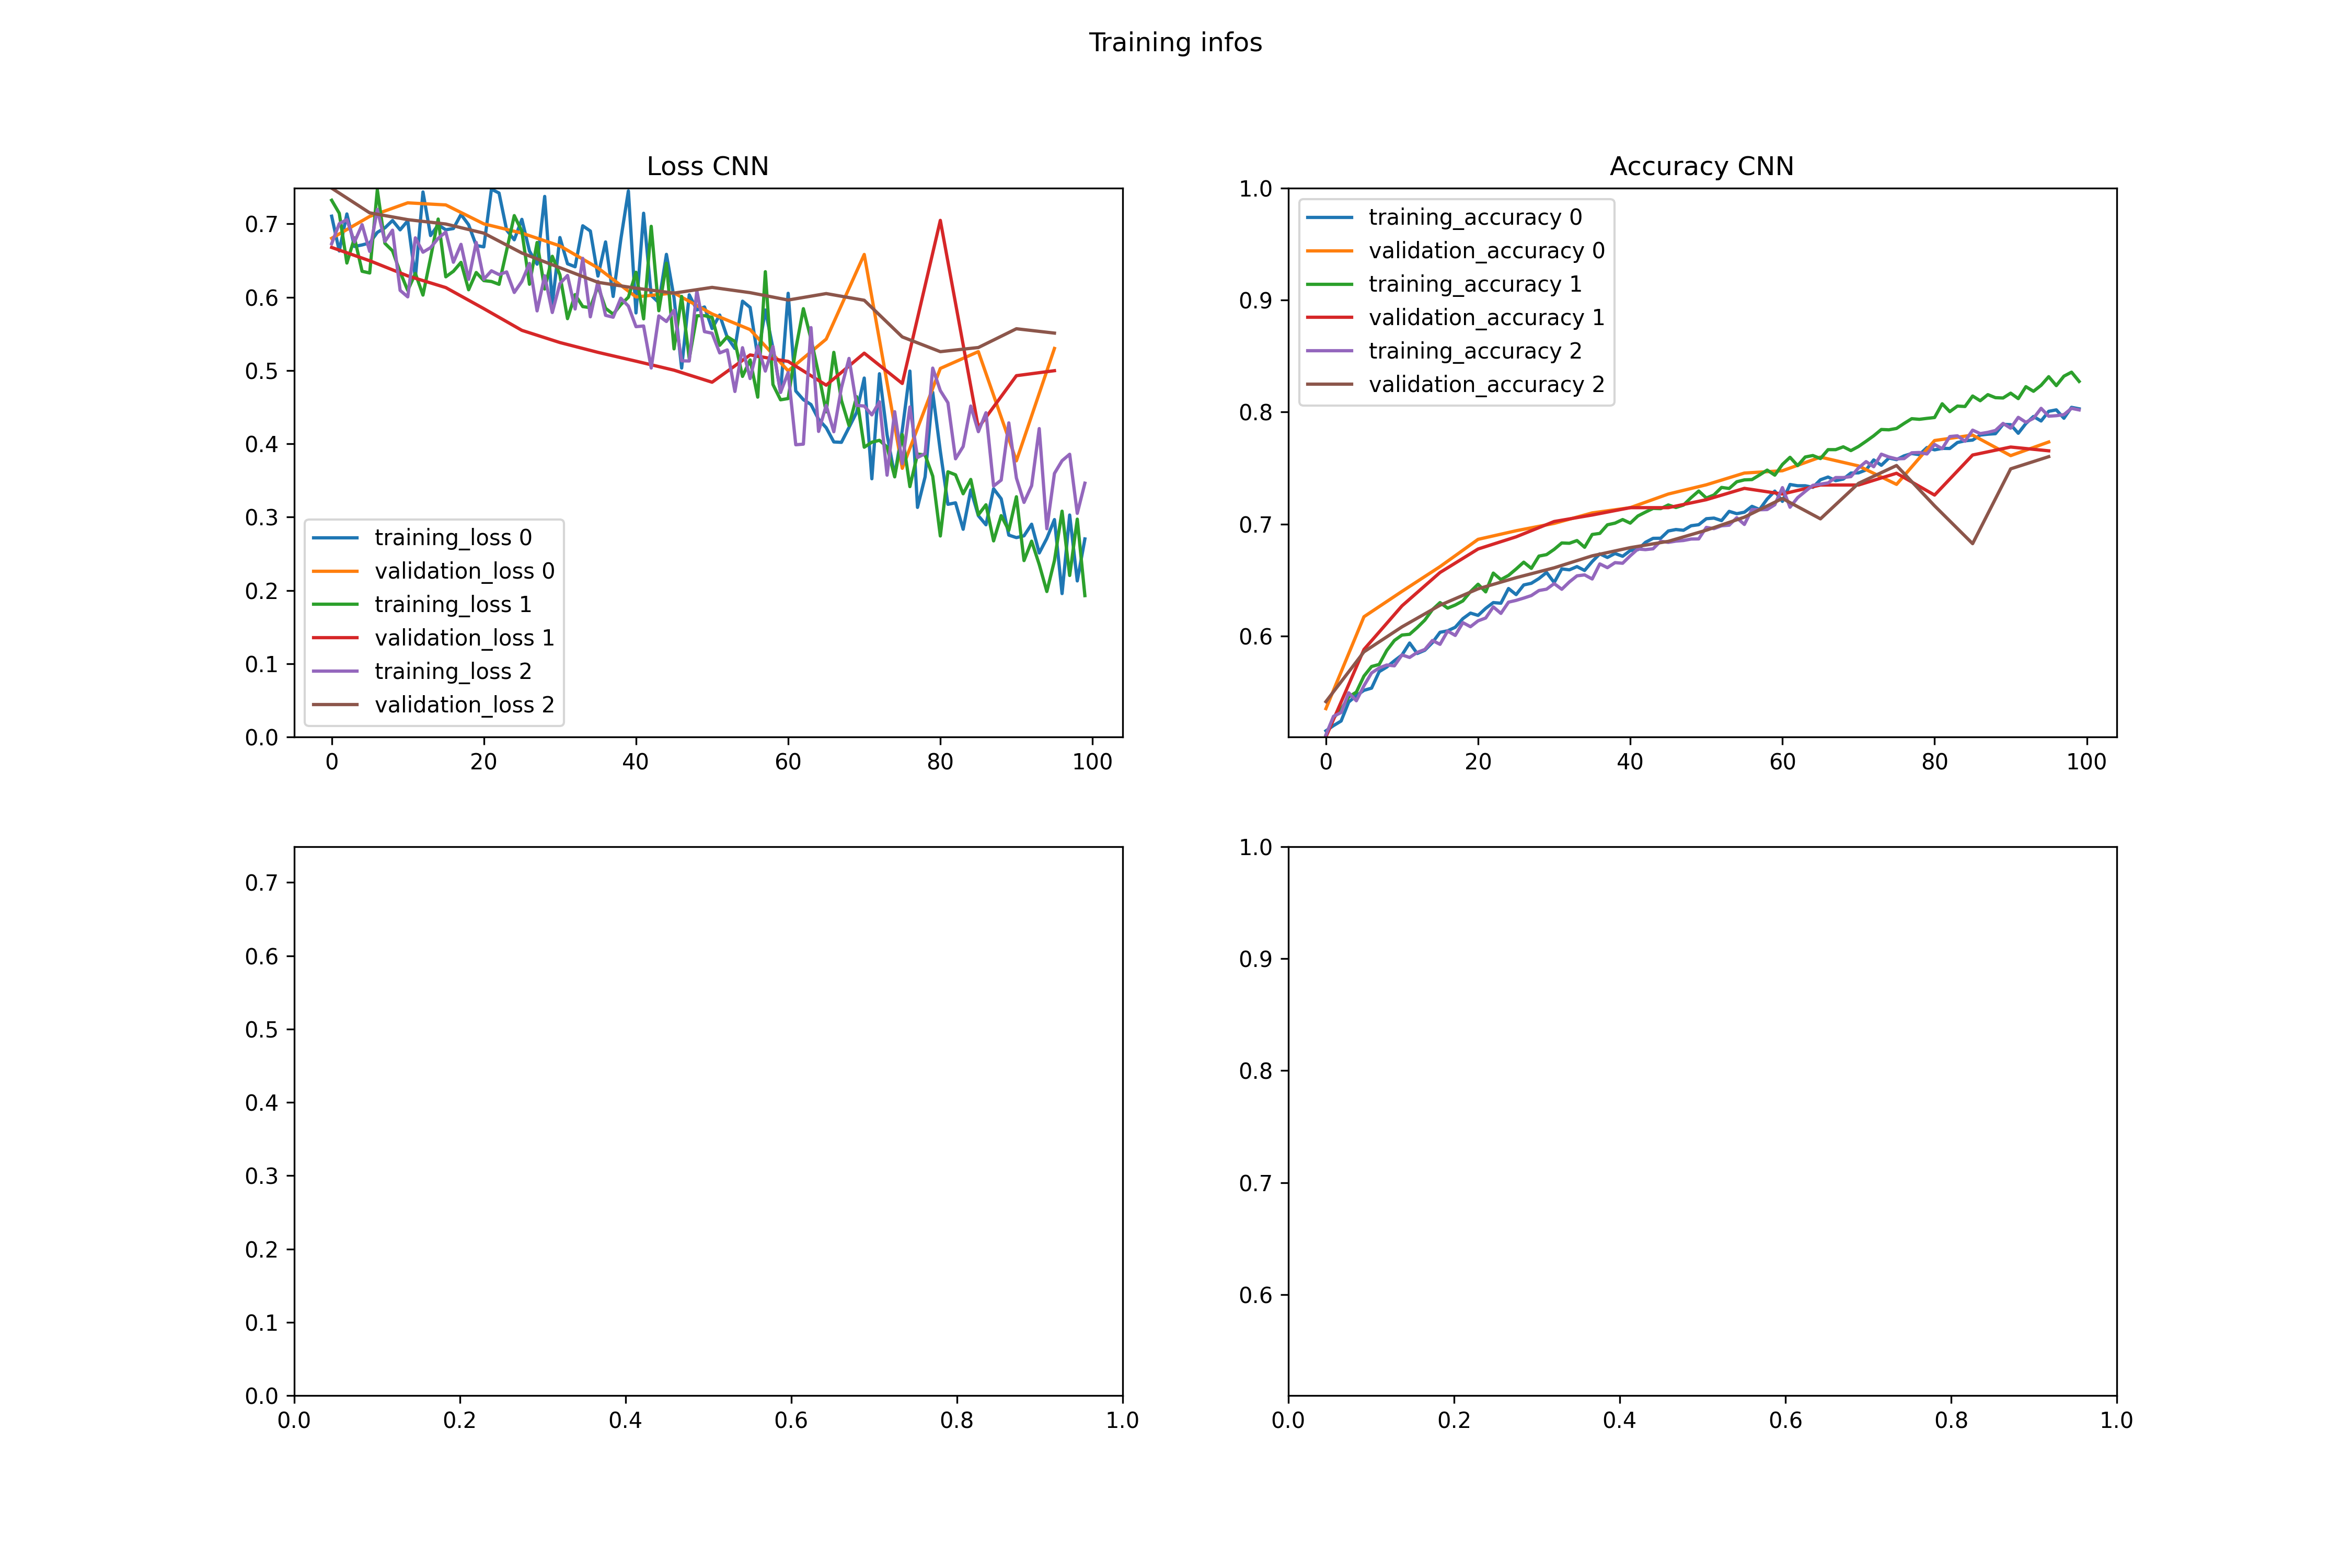 Training infos
Loss CNN
0.7
0.6
0.5
0.4
0.3
0.2
0.1
0.0
training_loss 0
validation_loss 0
training_loss 1
validation_loss 1
training_loss 2
validation_loss 2
0 20 40 60 80 100
Accuracy CNN
1.0
0.9
0.8
0.7
0.6
training_accuracy 0
validation_accuracy 0
training_accuracy 1
validation_accuracy 1
training_accuracy 2
validation_accuracy 2
0 20 40 60 80 100
0.7
0.6
0.5
0.4
0.3
0.2
0.1
0.0
0.0 0.2 0.4 0.6 0.8 1.0
1.0
0.9
0.8
0.7
0.6
0.0 0.2 0.4 0.6 0.8 1.0